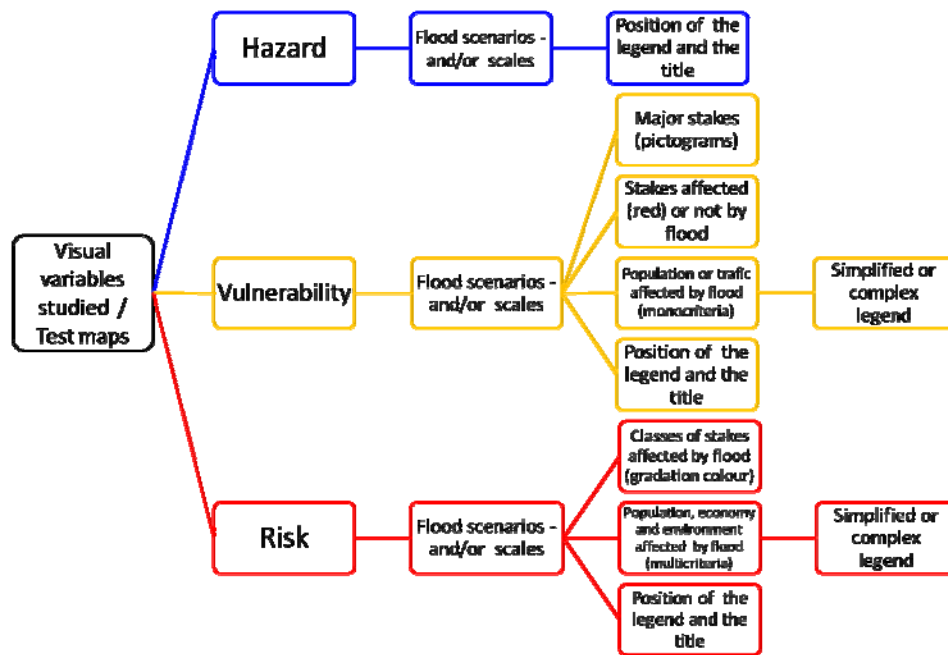 Visual
variables
studied /
Test maps
Hazard
Flood scenarios -
and/or scales
Position of the
legend and the
title
Vulnerability
Flood scenarios -
and/or scales
Major stakes
(pictograms)
Stakes affected
(red) or not by
flood
Population or trafic
affected by flood
(monocriteria)
Simplified or
complex
legend
Position of the
legend and the
title
Risk
Flood scenarios -
and/or scales
Classes of stakes
affected by flood
(gradation colour)
Population, economy
and environment
affected by flood
(multicriteria)
Simplified or
complex
legend
Position of the
legend and the
title